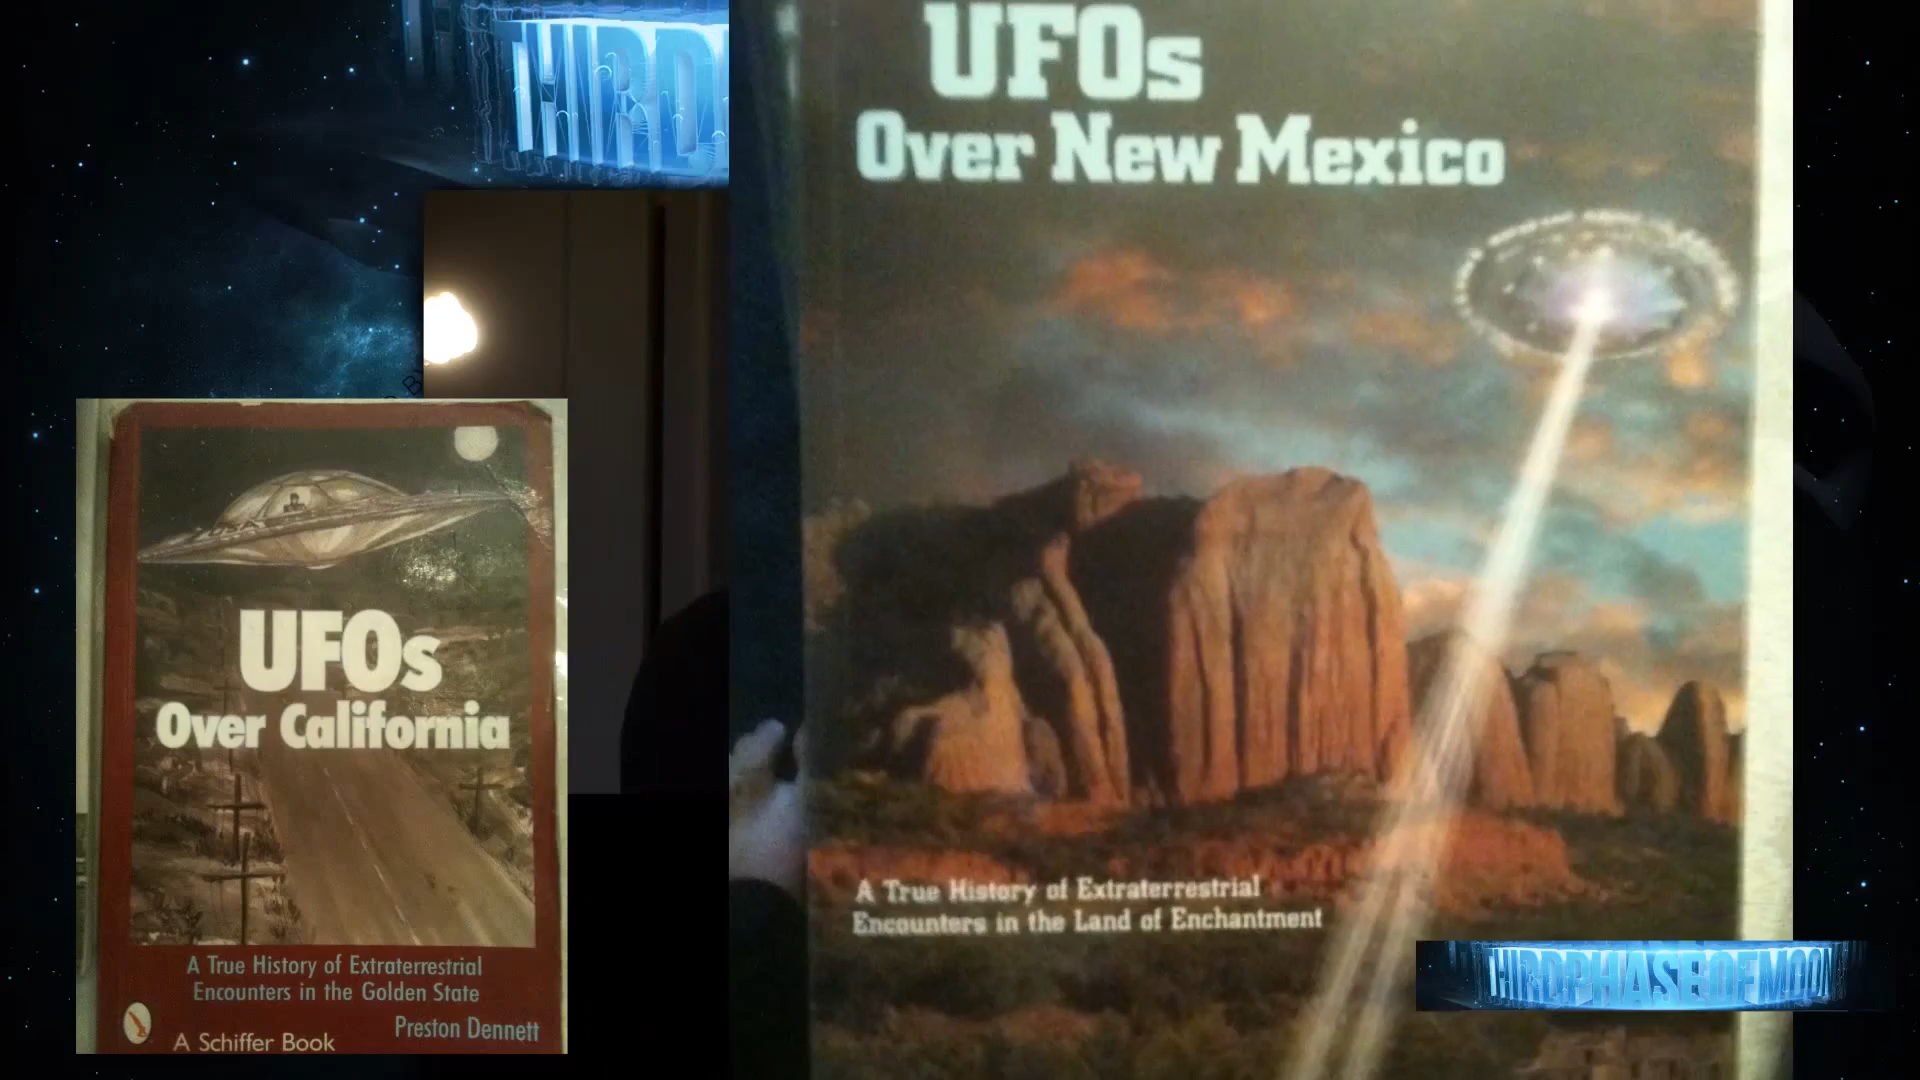 THIRD
UFOs
Over New Mexico
A True History of Extraterrestrial
Encounters in the Land of Enchantment
UFOs
Over California
A True History of Extraterrestrial
Encounters in the Golden State
Preston Dennett
A Schiffer Book
THIRDPHASEOFMOON